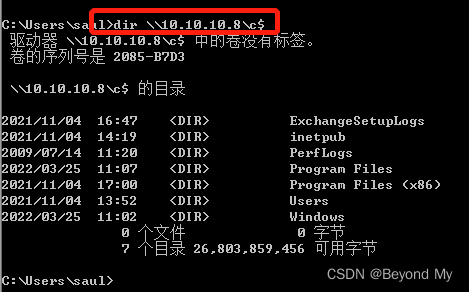 C:\Users\saul>dir \\10.10.10.8\c$
驱动器 \\10.10.10.8\c$ 中的卷没有标签。
卷的序列号是 2085-B7D3
\\10.10.10.8\c$ 的目录
2021/11/04 16:47 <DIR> ExchangeSetupLogs
2021/11/04 14:19 <DIR> inetpub
2009/07/14 11:20 <DIR> PerfLogs
2022/03/25 11:07 <DIR> Program Files
2021/11/04 17:00 <DIR> Program Files (x86)
2021/11/04 13:52 <DIR> Users
2022/03/25 11:02 <DIR> Windows
0 个文件 0 字节
7 个目录 26,803,859,456 可用字节
C:\Users\saul>
CSDN @Beyond My